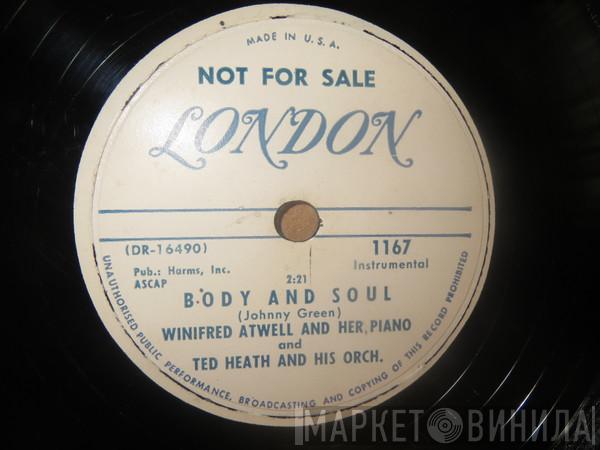 MADE IN U.S.A.
NOT FOR SALE
LONDON
(DR-16490)
1167
Pub.: Harms, Inc.
ASCAP
Instrumental
2:21
BODY AND SOUL
(Johnny Green)
WINIFRED ATWELL AND HER PIANO
and
TED HEATH AND HIS ORCH.
UNAUTHORISED PUBLIC PERFORMANCE, BROADCASTING AND COPYING OF THIS RECORD PROHIBITED
МАРКЕТ ВИНИЛА